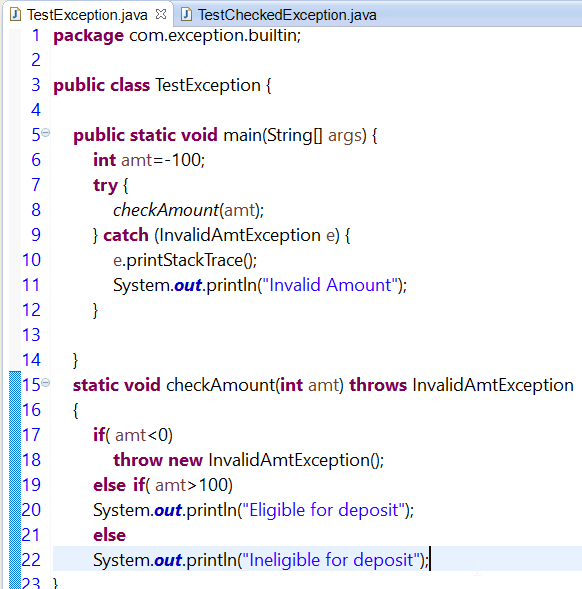 TestException.java TestCheckedException.java
1 package com.exception.builtin;
2
3 public class TestException {
4
5 public static void main(String[] args) {
6 int amt=-100;
7 try {
8 checkAmount(amt);
9 } catch (InvalidAmtException e) {
10 e.printStackTrace();
11 System.out.println("Invalid Amount");
12 }
13
14 }
15 static void checkAmount(int amt) throws InvalidAmtException
16 {
17 if( amt<0)
18 throw new InvalidAmtException();
19 else if( amt>100)
20 System.out.println("Eligible for deposit");
21 else
22 System.out.println("Ineligible for deposit");
23 }